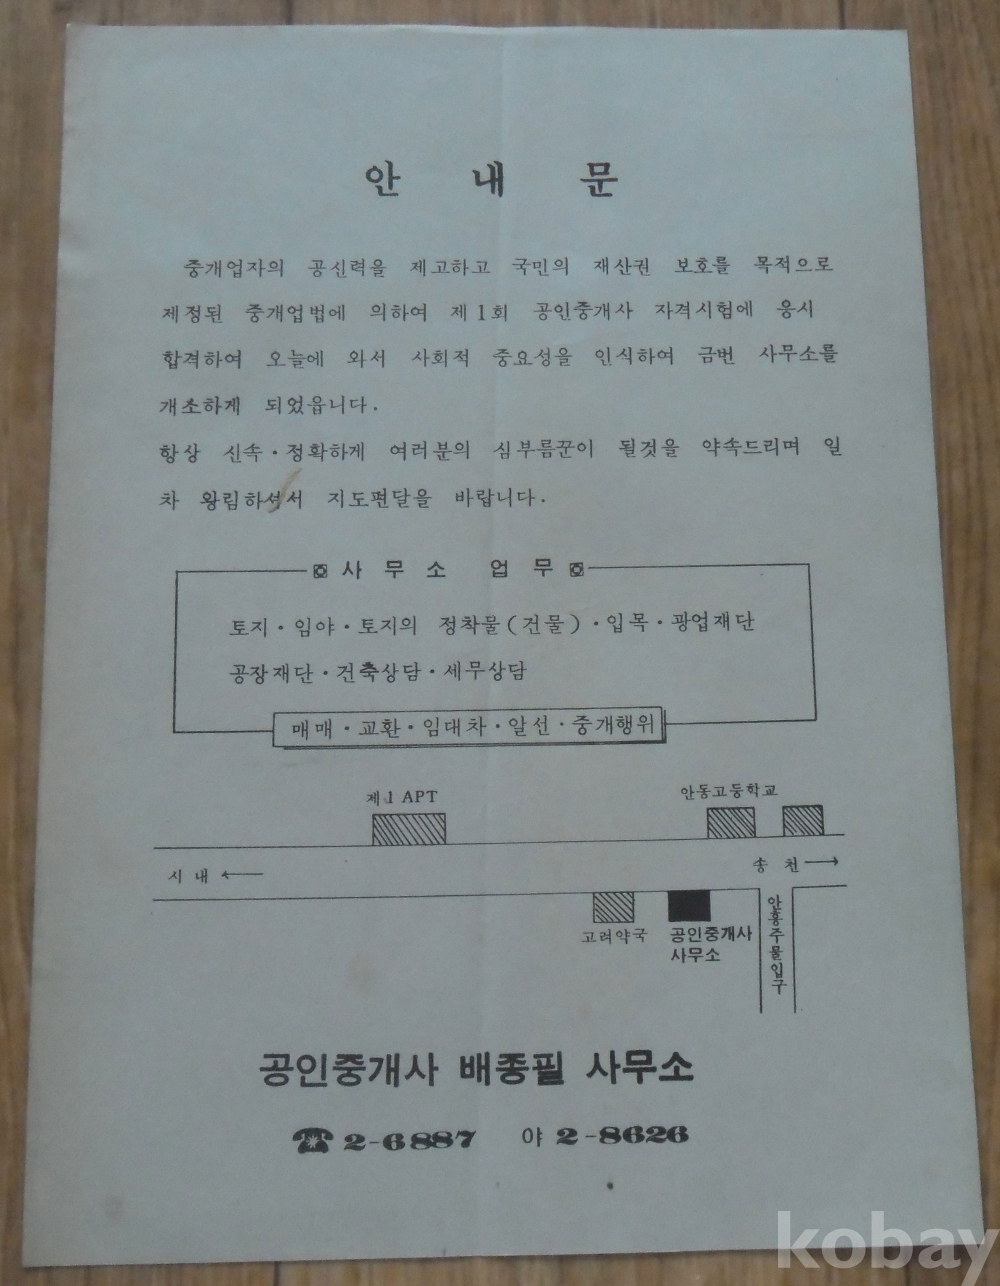 안 내 문
중개업자의 공신력을 제고하고 국민의 재산권 보호를 목적으로
제정된 중개업법에 의하여 제1회 공인중개사 자격시험에 응시
합격하여 오늘에 와서 사회적 중요성을 인식하여 금번 사무소를
개소하게 되었읍니다.
항상 신속·정확하게 여러분의 심부름꾼이 될것을 약속드리며 일
차 왕림하셔서 지도편달을 바랍니다.
사 무 소 업 무
토지·임야·토지의 정착물(건물)·입목·광업재단
공장재단·건축상담·세무상담
매매·교환·임대차·알선·중개행위
제1 APT
안동고등학교
시내 ←
송천 →
고려약국
공인중개사
사무소
안흥주물입구
공인중개사 배종필 사무소
☎ 2-6887 야 2-8626
kobay